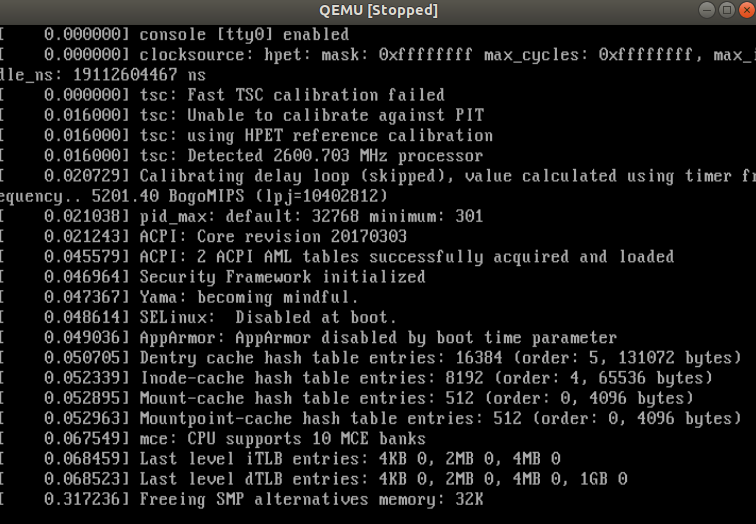 QEMU [Stopped]
[    0.000000] console [tty0] enabled
[    0.000000] clocksource: hpet: mask: 0xffffffff max_cycles: 0xffffffff, max_i
dle_ns: 19112604467 ns
[    0.000000] tsc: Fast TSC calibration failed
[    0.016000] tsc: Unable to calibrate against PIT
[    0.016000] tsc: using HPET reference calibration
[    0.016000] tsc: Detected 2600.703 MHz processor
[    0.020729] Calibrating delay loop (skipped), value calculated using timer fr
equency.. 5201.40 BogoMIPS (lpj=10402812)
[    0.021038] pid_max: default: 32768 minimum: 301
[    0.021243] ACPI: Core revision 20170303
[    0.045579] ACPI: 2 ACPI AML tables successfully acquired and loaded
[    0.046964] Security Framework initialized
[    0.047367] Yama: becoming mindful.
[    0.048614] SELinux:  Disabled at boot.
[    0.049036] AppArmor: AppArmor disabled by boot time parameter
[    0.050705] Dentry cache hash table entries: 16384 (order: 5, 131072 bytes)
[    0.052339] Inode-cache hash table entries: 8192 (order: 4, 65536 bytes)
[    0.052895] Mount-cache hash table entries: 512 (order: 0, 4096 bytes)
[    0.052963] Mountpoint-cache hash table entries: 512 (order: 0, 4096 bytes)
[    0.067549] mce: CPU supports 10 MCE banks
[    0.068459] Last level iTLB entries: 4KB 0, 2MB 0, 4MB 0
[    0.068523] Last level dTLB entries: 4KB 0, 2MB 0, 4MB 0, 1GB 0
[    0.317236] Freeing SMP alternatives memory: 32K